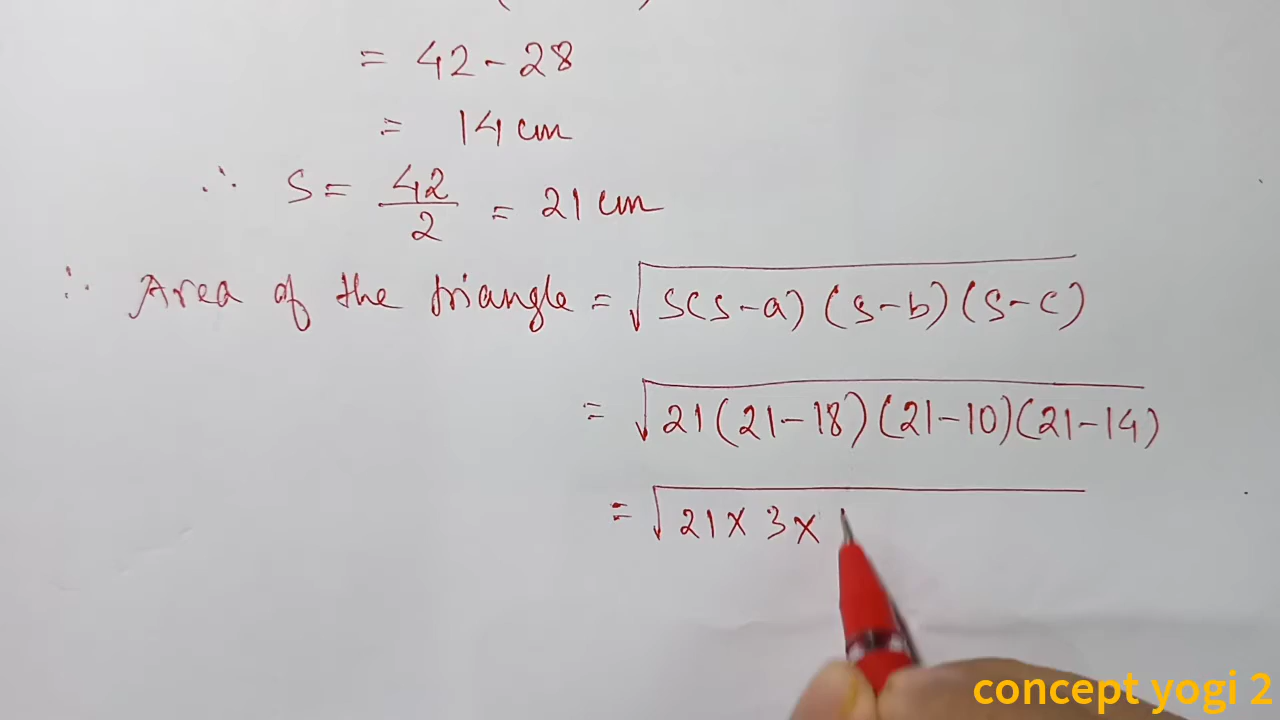 = 42 - 28
= 14 cm
∴ S = 42/2 = 21 cm
∴ Area of the triangle = √S(S-a)(S-b)(S-c)
= √21(21-18)(21-10)(21-14)
= √21 x 3 x
concept yogi 2